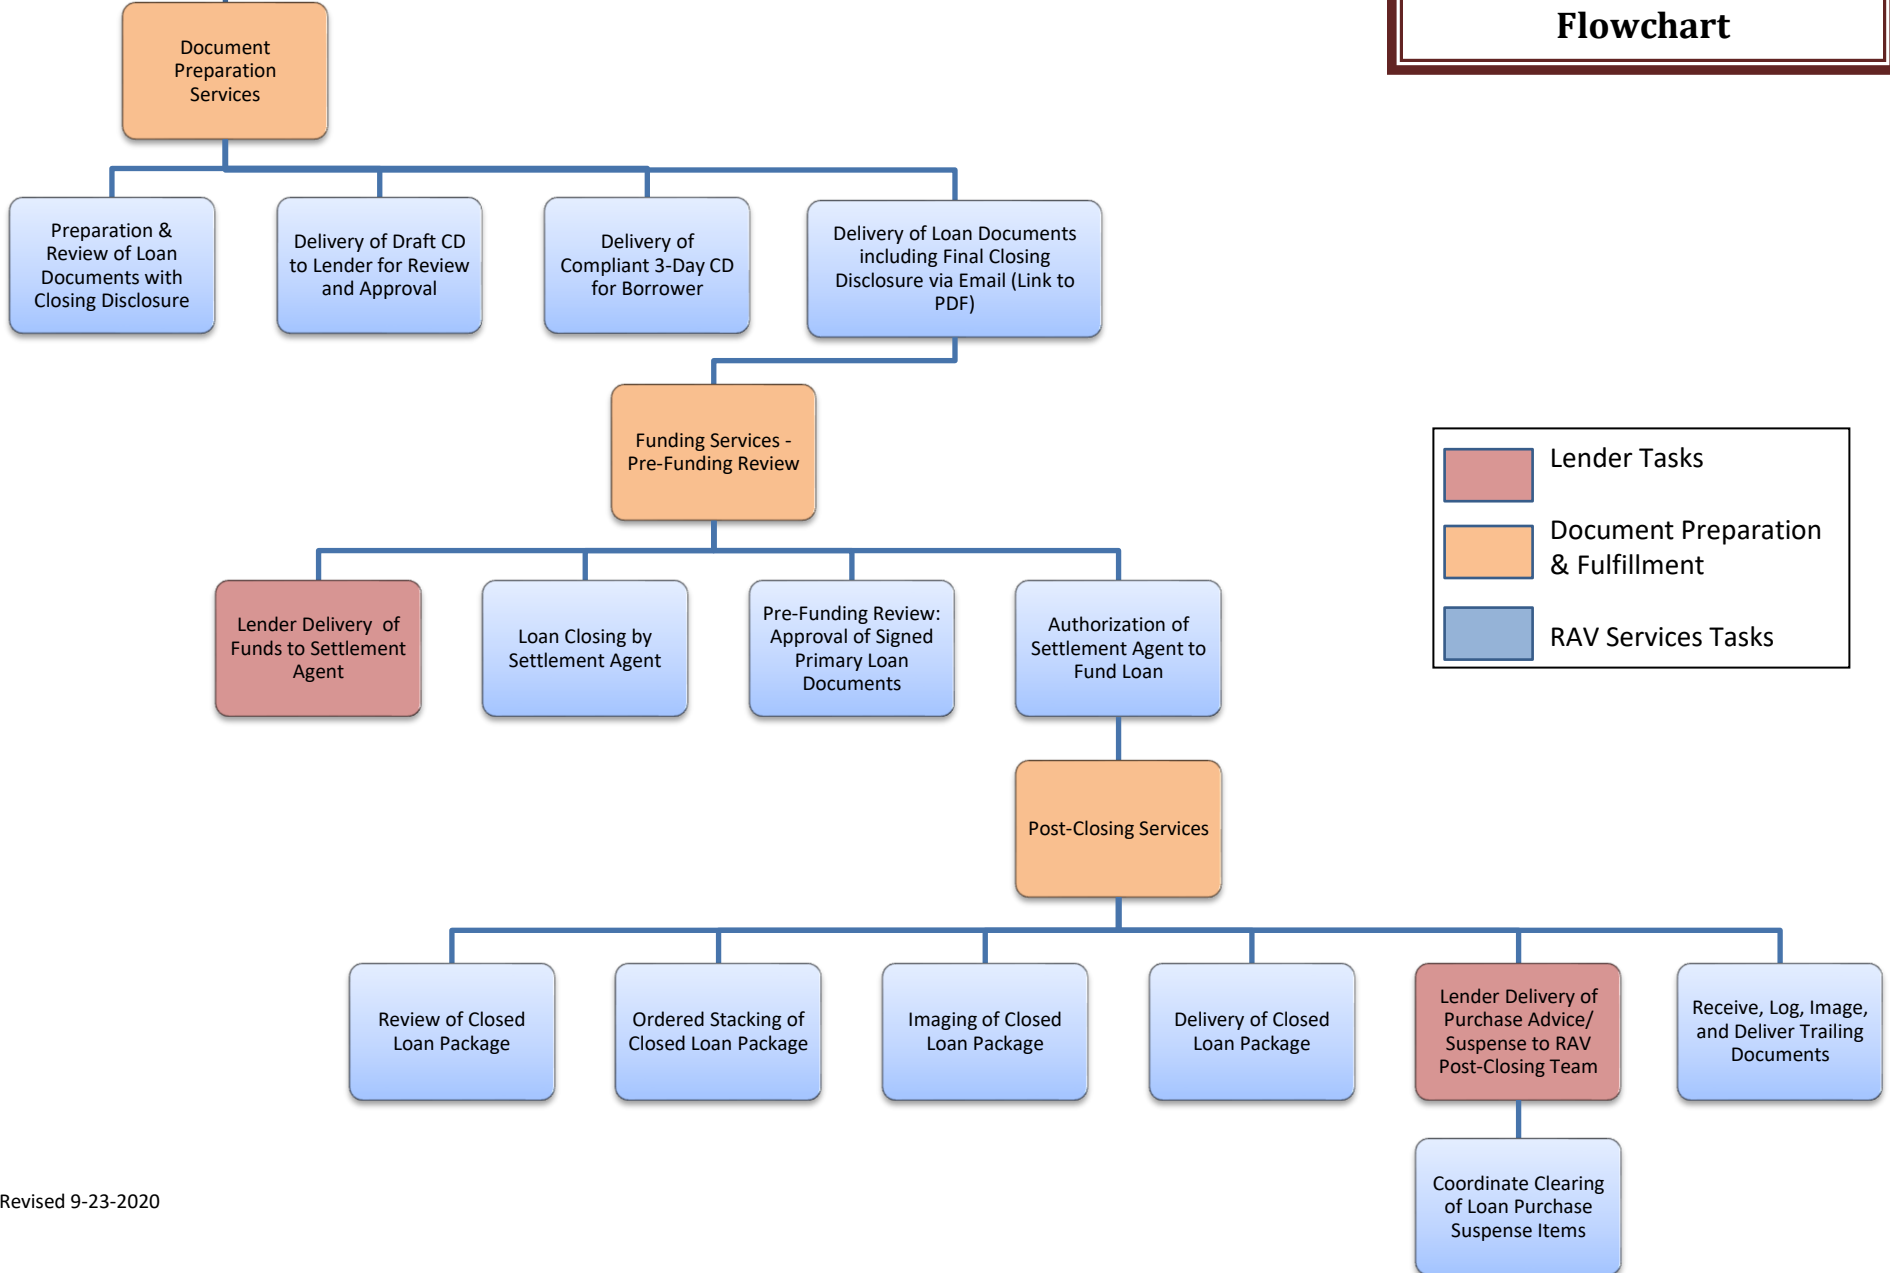 Flowchart
Document
Preparation
Services
Preparation &
Review of Loan
Documents with
Closing Disclosure
Delivery of Draft CD
to Lender for Review
and Approval
Delivery of
Compliant 3-Day CD
for Borrower
Delivery of Loan Documents
including Final Closing
Disclosure via Email (Link to
PDF)
Funding Services -
Pre-Funding Review
Lender Tasks
Document Preparation
& Fulfillment
RAV Services Tasks
Lender Delivery of
Funds to Settlement
Agent
Loan Closing by
Settlement Agent
Pre-Funding Review:
Approval of Signed
Primary Loan
Documents
Authorization of
Settlement Agent to
Fund Loan
Post-Closing Services
Review of Closed
Loan Package
Ordered Stacking of
Closed Loan Package
Imaging of Closed
Loan Package
Delivery of Closed
Loan Package
Lender Delivery of
Purchase Advice/
Suspense to RAV
Post-Closing Team
Receive, Log, Image,
and Deliver Trailing
Documents
Coordinate Clearing
of Loan Purchase
Suspense Items
Revised 9-23-2020